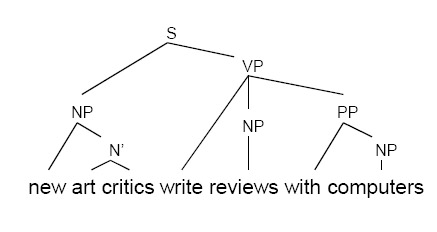 S
VP
NP PP
NP
N' NP
new art critics write reviews with computers